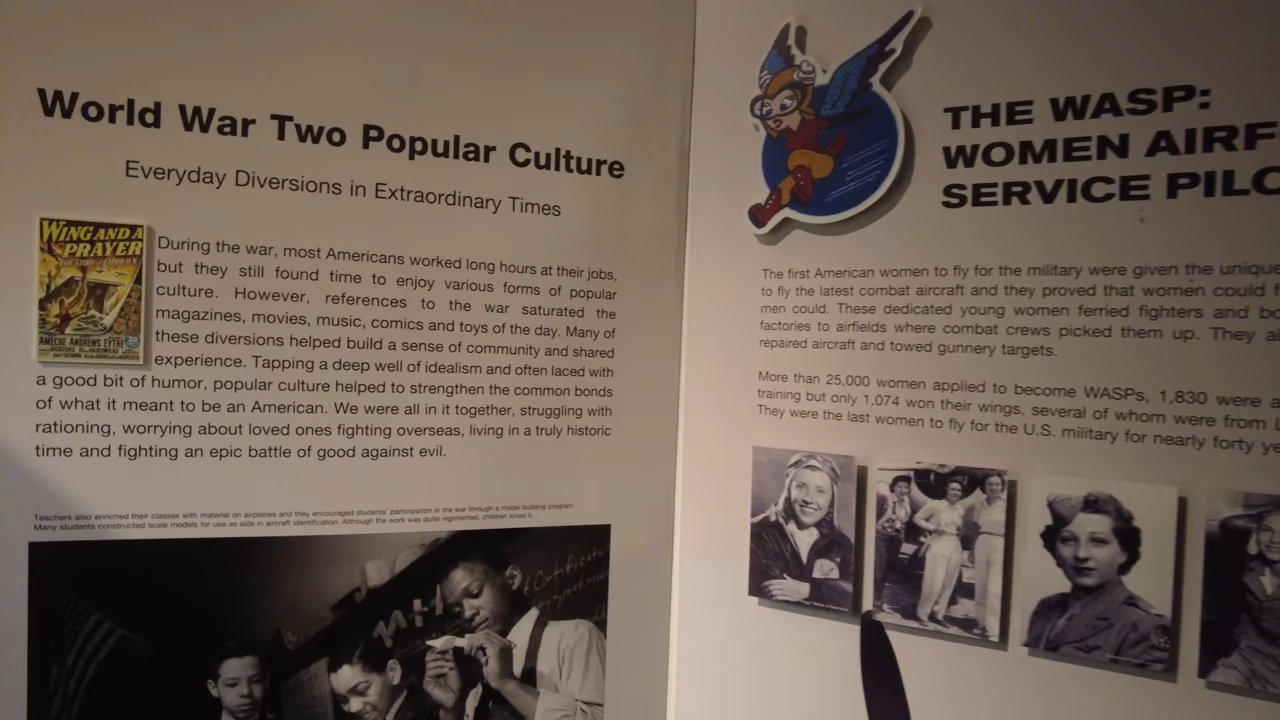 World War Two Popular Culture
Everyday Diversions in Extraordinary Times
WING AND A
PRAYER
During the war, most Americans worked long hours at their jobs,
but they still found time to enjoy various forms of popular
culture. However, references to the war saturated the
magazines, movies, music, comics and toys of the day. Many of
these diversions helped build a sense of community and shared
experience. Tapping a deep well of idealism and often laced with
a good bit of humor, popular culture helped to strengthen the common bonds
of what it meant to be an American. We were all in it together, struggling with
rationing, worrying about loved ones fighting overseas, living in a truly historic
time and fighting an epic battle of good against evil.
AMECHE ANDREWS EYTHE
Teachers also enriched their classes with material on airplanes and they encouraged students' participation in the war through a model building program.
Many students constructed scale models for use as aids in aircraft identification. Although the work was quite regimented, children loved it.
THE WASP:
WOMEN AIRF
SERVICE PILO
The first American women to fly for the military were given the unique
to fly the latest combat aircraft and they proved that women could f
men could. These dedicated young women ferried fighters and bo
factories to airfields where combat crews picked them up. They a
repaired aircraft and towed gunnery targets.
More than 25,000 women applied to become WASPs, 1,830 were a
training but only 1,074 won their wings, several of whom were from L
They were the last women to fly for the U.S. military for nearly forty ye